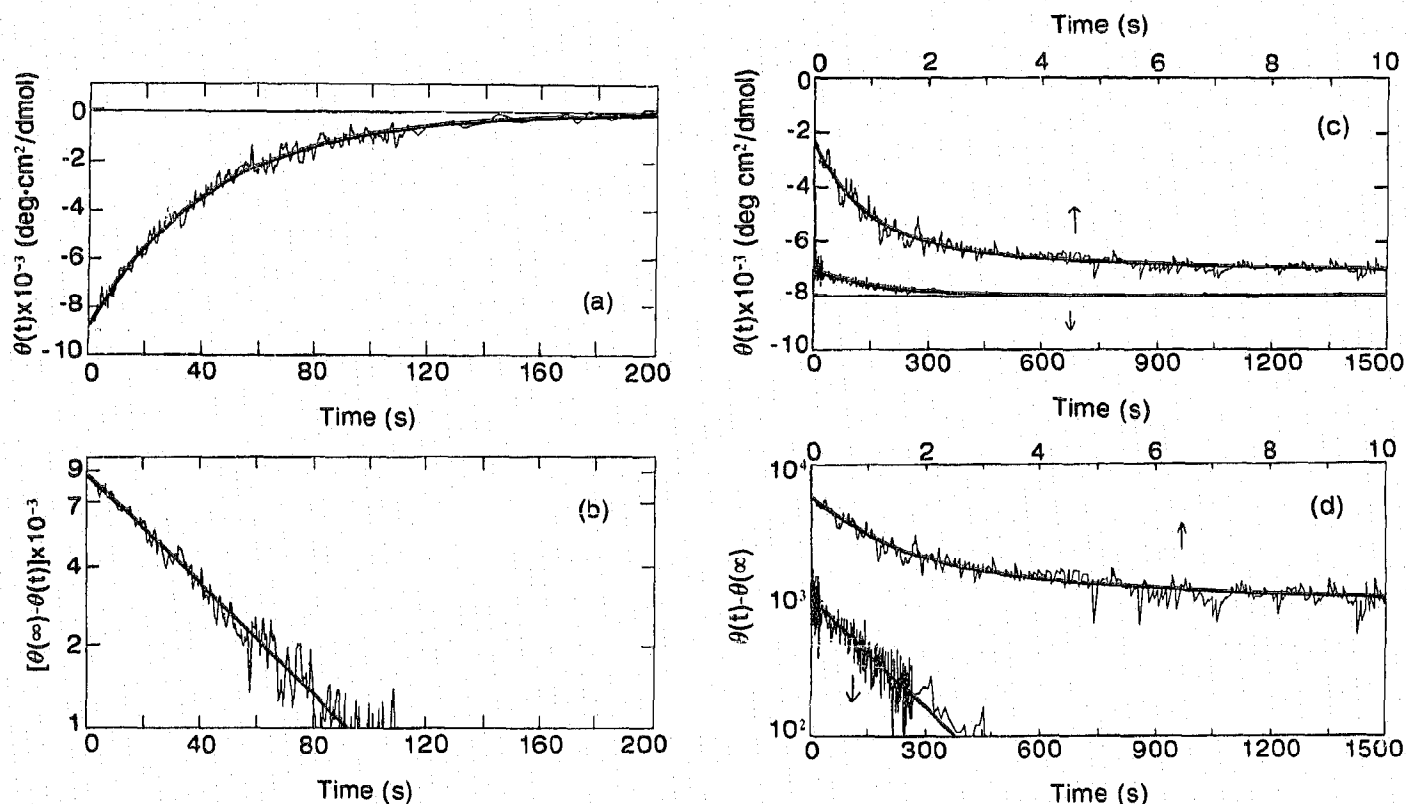 θ(t)x10⁻³ (deg·cm²/dmol)
0
-2
-4
-6
-8
-10
(a)
0 40 80 120 160 200
Time (s)
[θ(∞)-θ(t)]x10⁻³
9
7
4
2
1
(b)
0 40 80 120 160 200
Time (s)
Time (s)
0 2 4 6 8 10
θ(t)x10⁻³ (deg cm²/dmol)
0
-2
-4
-6
-8
-10
(c)
↑
↓
0 300 600 900 1200 1500
Time (s)
0 2 4 6 8 10
θ(t)-θ(∞)
10⁴
10³
10²
(d)
↑
↓
0 300 600 900 1200 1500
Time (s)